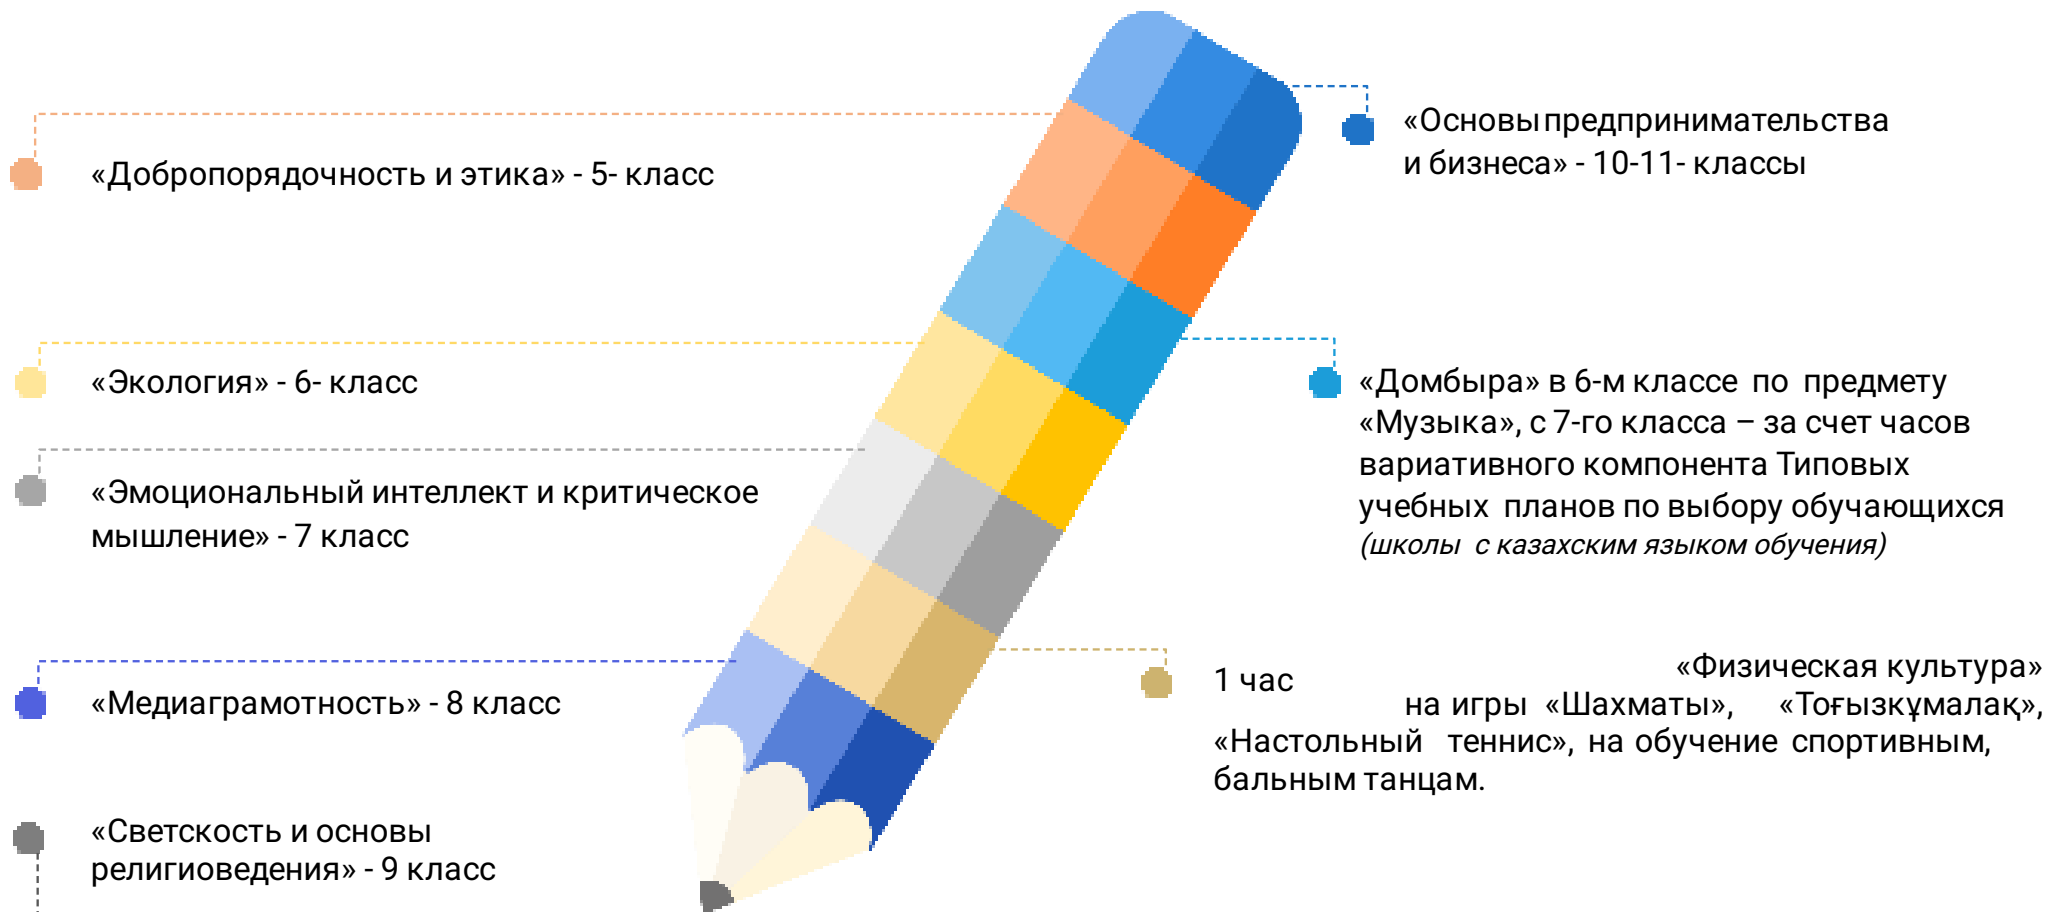 «Добропорядочность и этика» - 5- класс
«Экология» - 6- класс
«Эмоциональный интеллект и критическое
мышление» - 7 класс
«Медиаграмотность» - 8 класс
«Светскость и основы
религиоведения» - 9 класс
«Основы предпринимательства
и бизнеса» - 10-11- классы
«Домбыра» в 6-м классе по предмету
«Музыка», с 7-го класса – за счет часов
вариативного компонента Типовых
учебных планов по выбору обучающихся
(школы с казахским языком обучения)
1 час «Физическая культура»
на игры «Шахматы», «Тоғызкұмалақ»,
«Настольный теннис», на обучение спортивным,
бальным танцам.